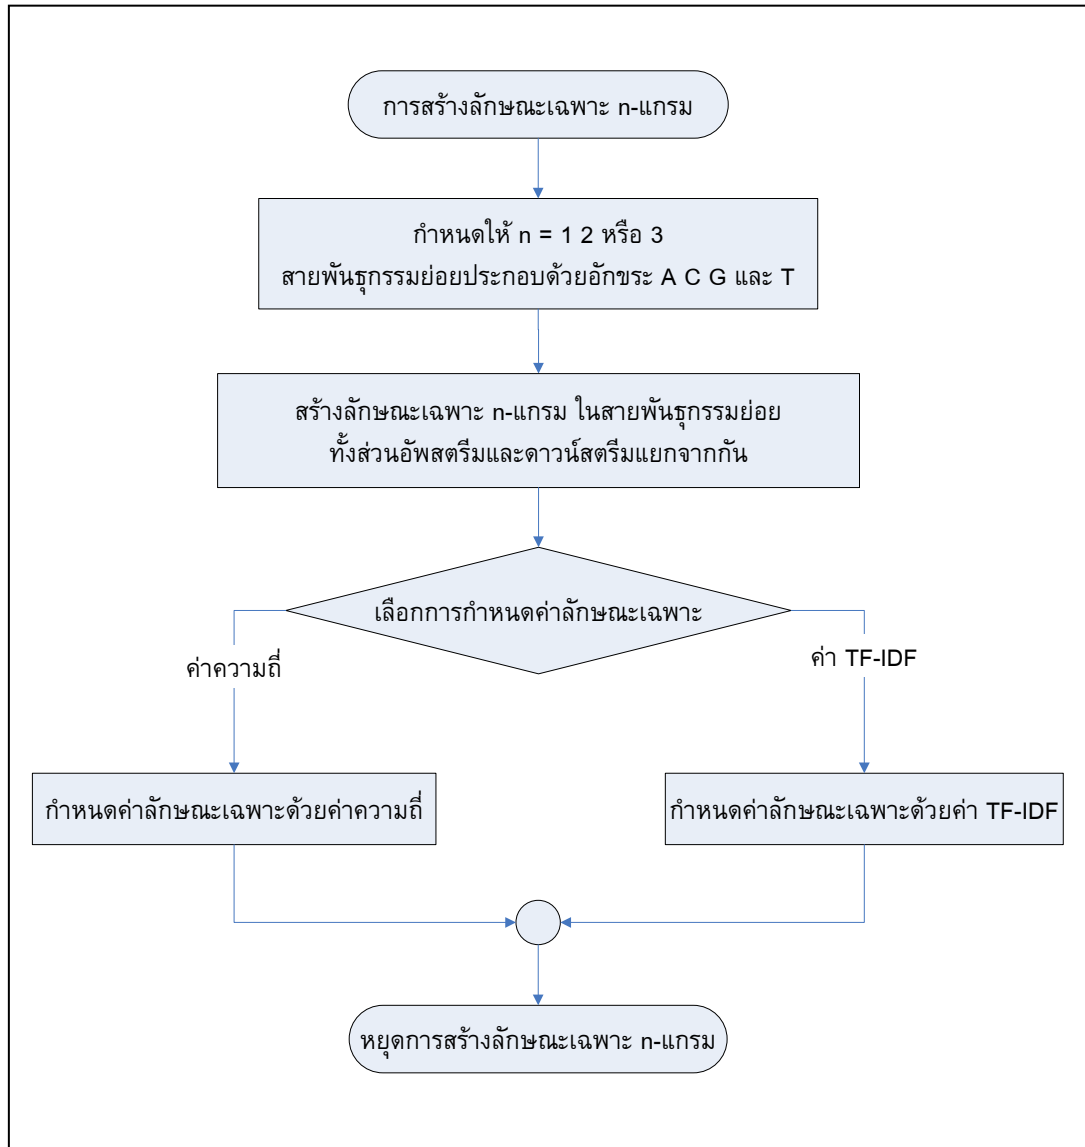 การสร้างลักษณะเฉพาะ n-แกรม
กำหนดให้ n = 1 2 หรือ 3
สายพันธุกรรมย่อยประกอบด้วยอักขระ A C G และ T
สร้างลักษณะเฉพาะ n-แกรม ในสายพันธุกรรมย่อย
ทั้งส่วนอัพสตรีมและดาวน์สตรีมแยกจากกัน
เลือกการกำหนดค่าลักษณะเฉพาะ
ค่าความถี่
ค่า TF-IDF
กำหนดค่าลักษณะเฉพาะด้วยค่าความถี่
กำหนดค่าลักษณะเฉพาะด้วยค่า TF-IDF
หยุดการสร้างลักษณะเฉพาะ n-แกรม